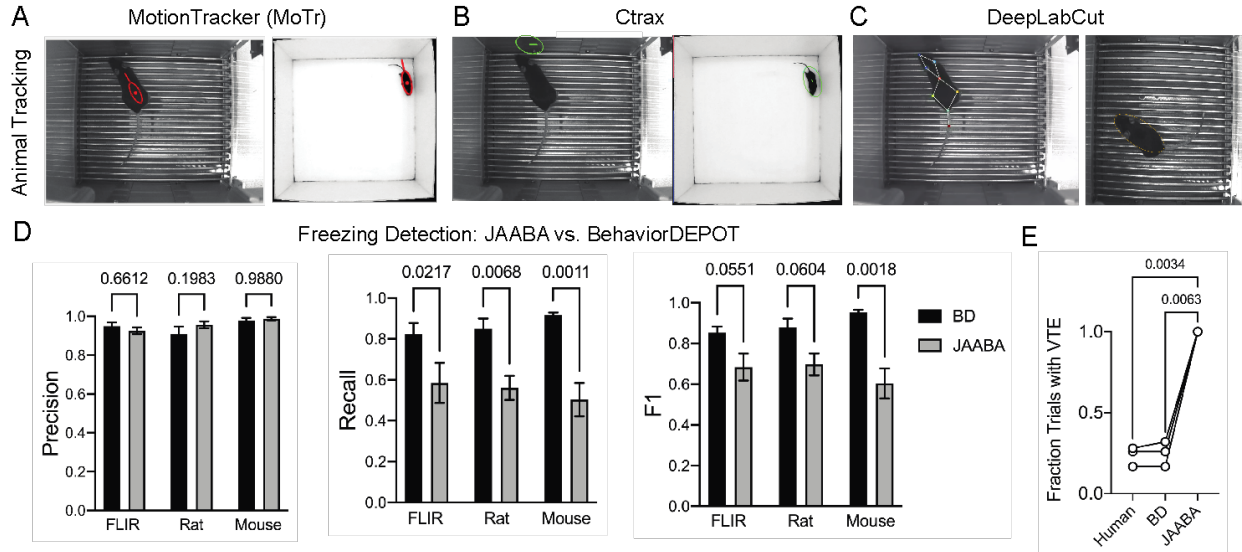 A
MotionTracker (MoTr)
B
Ctrax
C
DeepLabCut
Animal Tracking
D
Freezing Detection: JAABA vs. BehaviorDEPOT
0.6612
0.1983
0.9880
Precision
1.0
0.8
0.6
0.4
0.2
0.0
FLIR
Rat
Mouse
0.0217
0.0068
0.0011
Recall
1.0
0.8
0.6
0.4
0.2
0.0
FLIR
Rat
Mouse
0.0551
0.0604
0.0018
F1
1.0
0.8
0.6
0.4
0.2
0.0
FLIR
Rat
Mouse
BD
JAABA
E
0.0034
0.0063
Fraction Trials with VTE
1.0
0.5
0.0
Human
BD
JAABA